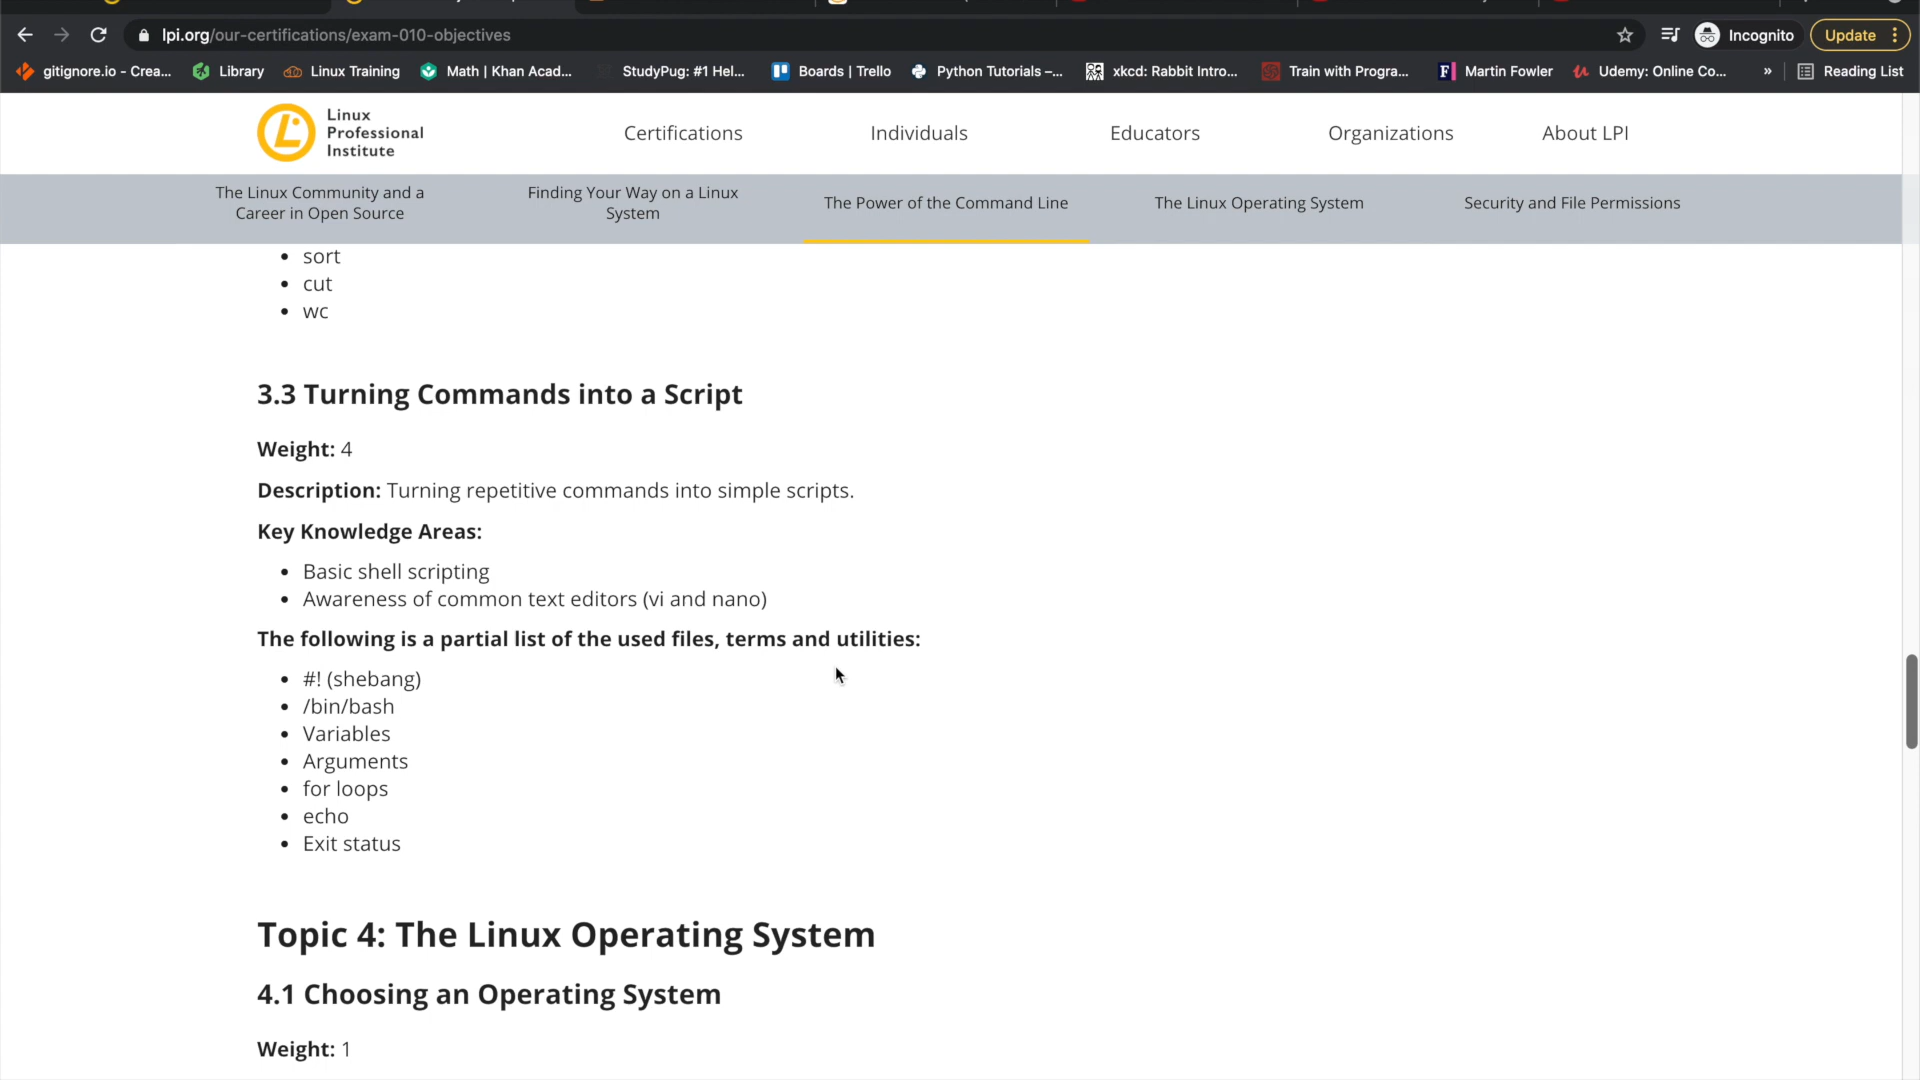 lpi.org/our-certifications/exam-010-objectives
Incognito
Update
gitignore.io - Crea...
Library
Linux Training
Math | Khan Acad...
StudyPug: #1 Hel...
Boards | Trello
Python Tutorials –...
xkcd: Rabbit Intro...
Train with Progra...
Martin Fowler
Udemy: Online Co...
»
Reading List
Linux
Professional
Institute
Certifications
Individuals
Educators
Organizations
About LPI
The Linux Community and a
Career in Open Source
Finding Your Way on a Linux
System
The Power of the Command Line
The Linux Operating System
Security and File Permissions
• sort
• cut
• wc
3.3 Turning Commands into a Script
Weight: 4
Description: Turning repetitive commands into simple scripts.
Key Knowledge Areas:
• Basic shell scripting
• Awareness of common text editors (vi and nano)
The following is a partial list of the used files, terms and utilities:
• #! (shebang)
• /bin/bash
• Variables
• Arguments
• for loops
• echo
• Exit status
Topic 4: The Linux Operating System
4.1 Choosing an Operating System
Weight: 1